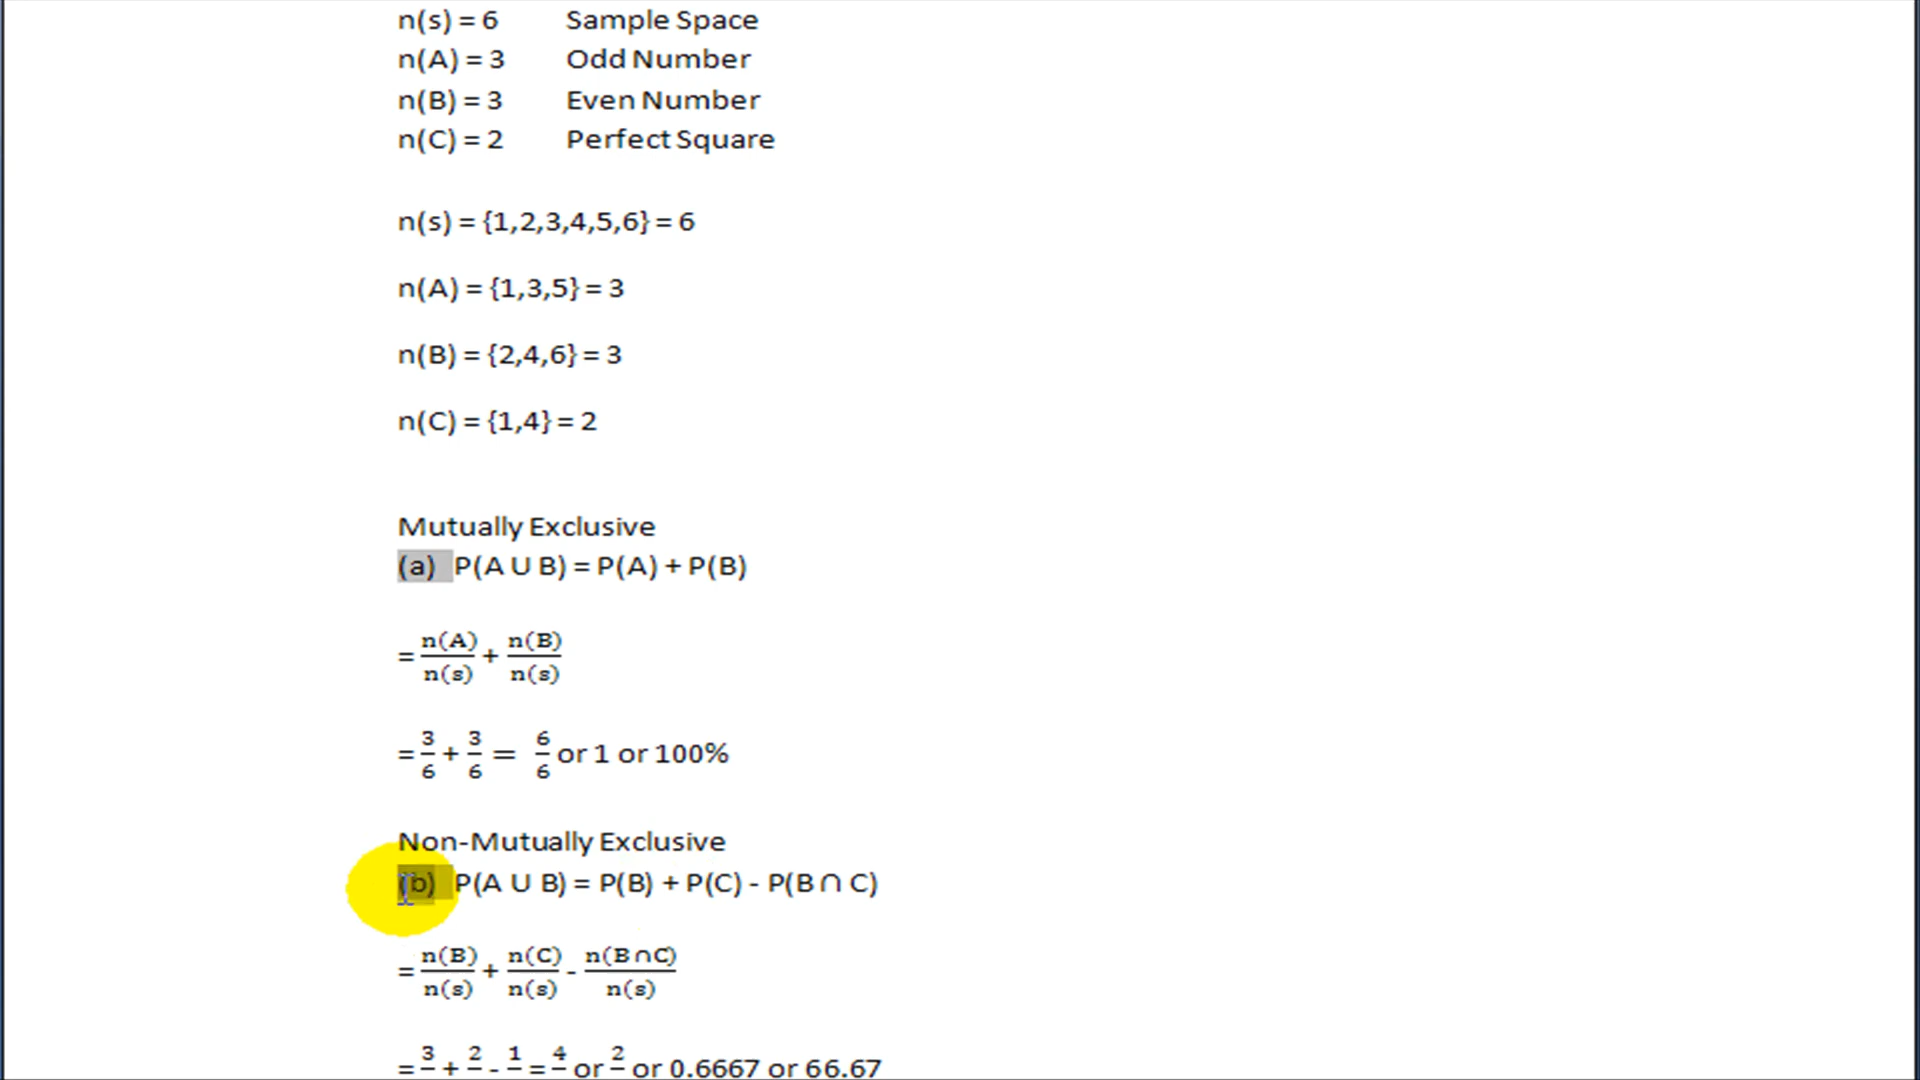 n(s) = 6 Sample Space
n(A) = 3 Odd Number
n(B) = 3 Even Number
n(C) = 2 Perfect Square
n(s) = {1,2,3,4,5,6} = 6
n(A) = {1,3,5} = 3
n(B) = {2,4,6} = 3
n(C) = {1,4} = 2
Mutually Exclusive
(a) P(A U B) = P(A) + P(B)
= n(A)/n(s) + n(B)/n(s)
= 3/6 + 3/6 = 6/6 or 1 or 100%
Non-Mutually Exclusive
(b) P(A U B) = P(B) + P(C) - P(B ∩ C)
= n(B)/n(s) + n(C)/n(s) - n(B∩C)/n(s)
= 3 + 2 - 1 = 4 or 2 or 0.6667 or 66.67